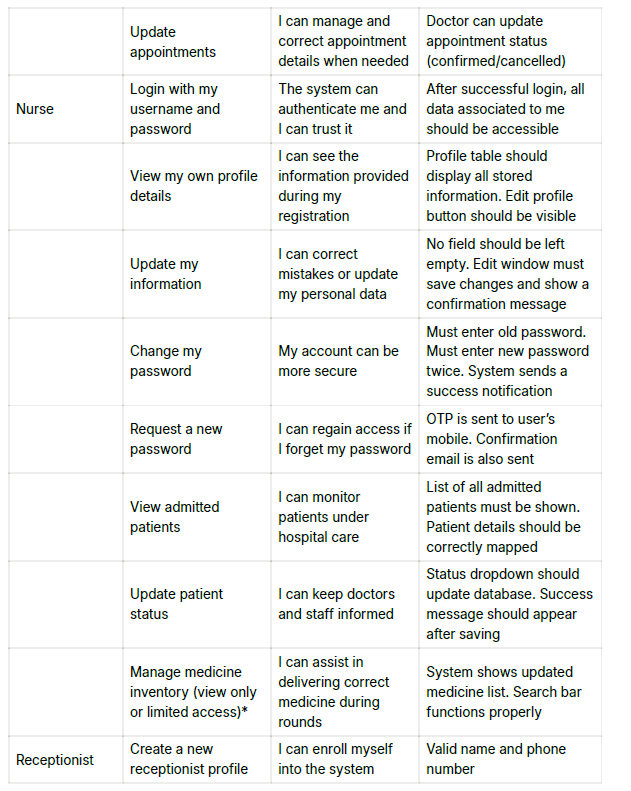 Update
appointments
I can manage and
correct appointment
details when needed
Doctor can update
appointment status
(confirmed/cancelled)
Nurse
Login with my
username and
password
The system can
authenticate me and
I can trust it
After successful login, all
data associated to me
should be accessible
View my own profile
details
I can see the
information provided
during my
registration
Profile table should
display all stored
information. Edit profile
button should be visible
Update my
information
I can correct
mistakes or update
my personal data
No field should be left
empty. Edit window must
save changes and show a
confirmation message
Change my
password
My account can be
more secure
Must enter old password.
Must enter new password
twice. System sends a
success notification
Request a new
password
I can regain access if
I forget my password
OTP is sent to user's
mobile. Confirmation
email is also sent
View admitted
patients
I can monitor
patients under
hospital care
List of all admitted
patients must be shown.
Patient details should be
correctly mapped
Update patient
status
I can keep doctors
and staff informed
Status dropdown should
update database. Success
message should appear
after saving
Manage medicine
inventory (view only
or limited access)*
I can assist in
delivering correct
medicine during
rounds
System shows updated
medicine list. Search bar
functions properly
Receptionist
Create a new
receptionist profile
I can enroll myself
into the system
Valid name and phone
number